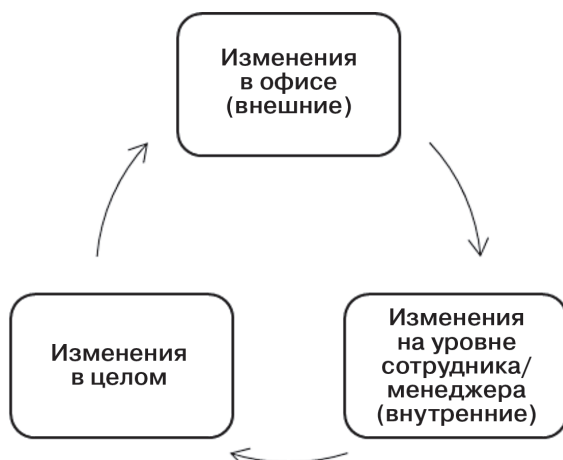 Изменения
в офисе
(внешние)
Изменения
в целом
Изменения
на уровне
сотрудника/
менеджера
(внутренние)